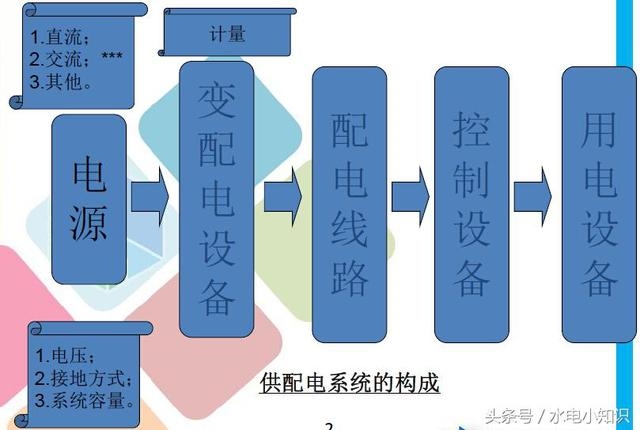 1.直流；
2.交流；***
3.其他。
计量
电源
变配电设备
配电线路
控制设备
用电设备
1.电压；
2.接地方式；
3.系统容量。
供配电系统的构成
2
头条号／水电小知识